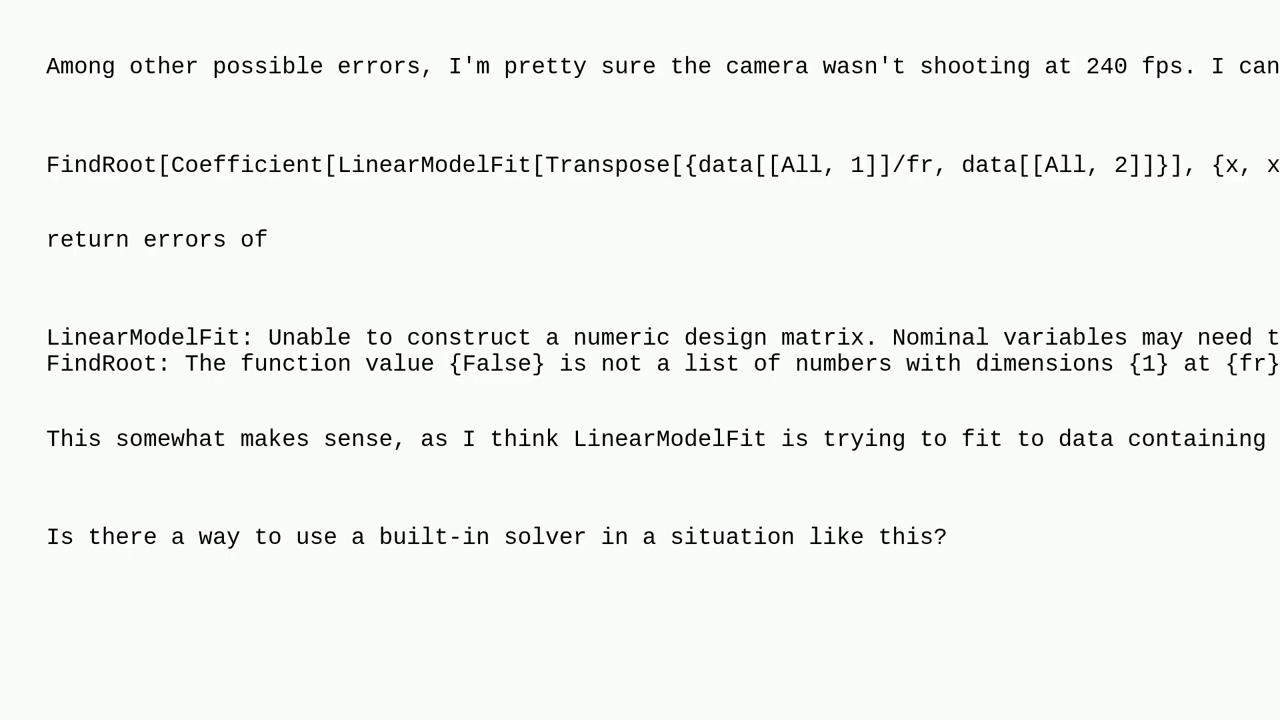 Among other possible errors, I'm pretty sure the camera wasn't shooting at 240 fps. I can
FindRoot[Coefficient[LinearModelFit[Transpose[{data[[All, 1]]/fr, data[[All, 2]]}], {x, x
return errors of
LinearModelFit: Unable to construct a numeric design matrix. Nominal variables may need t
FindRoot: The function value {False} is not a list of numbers with dimensions {1} at {fr}
This somewhat makes sense, as I think LinearModelFit is trying to fit to data containing
Is there a way to use a built-in solver in a situation like this?